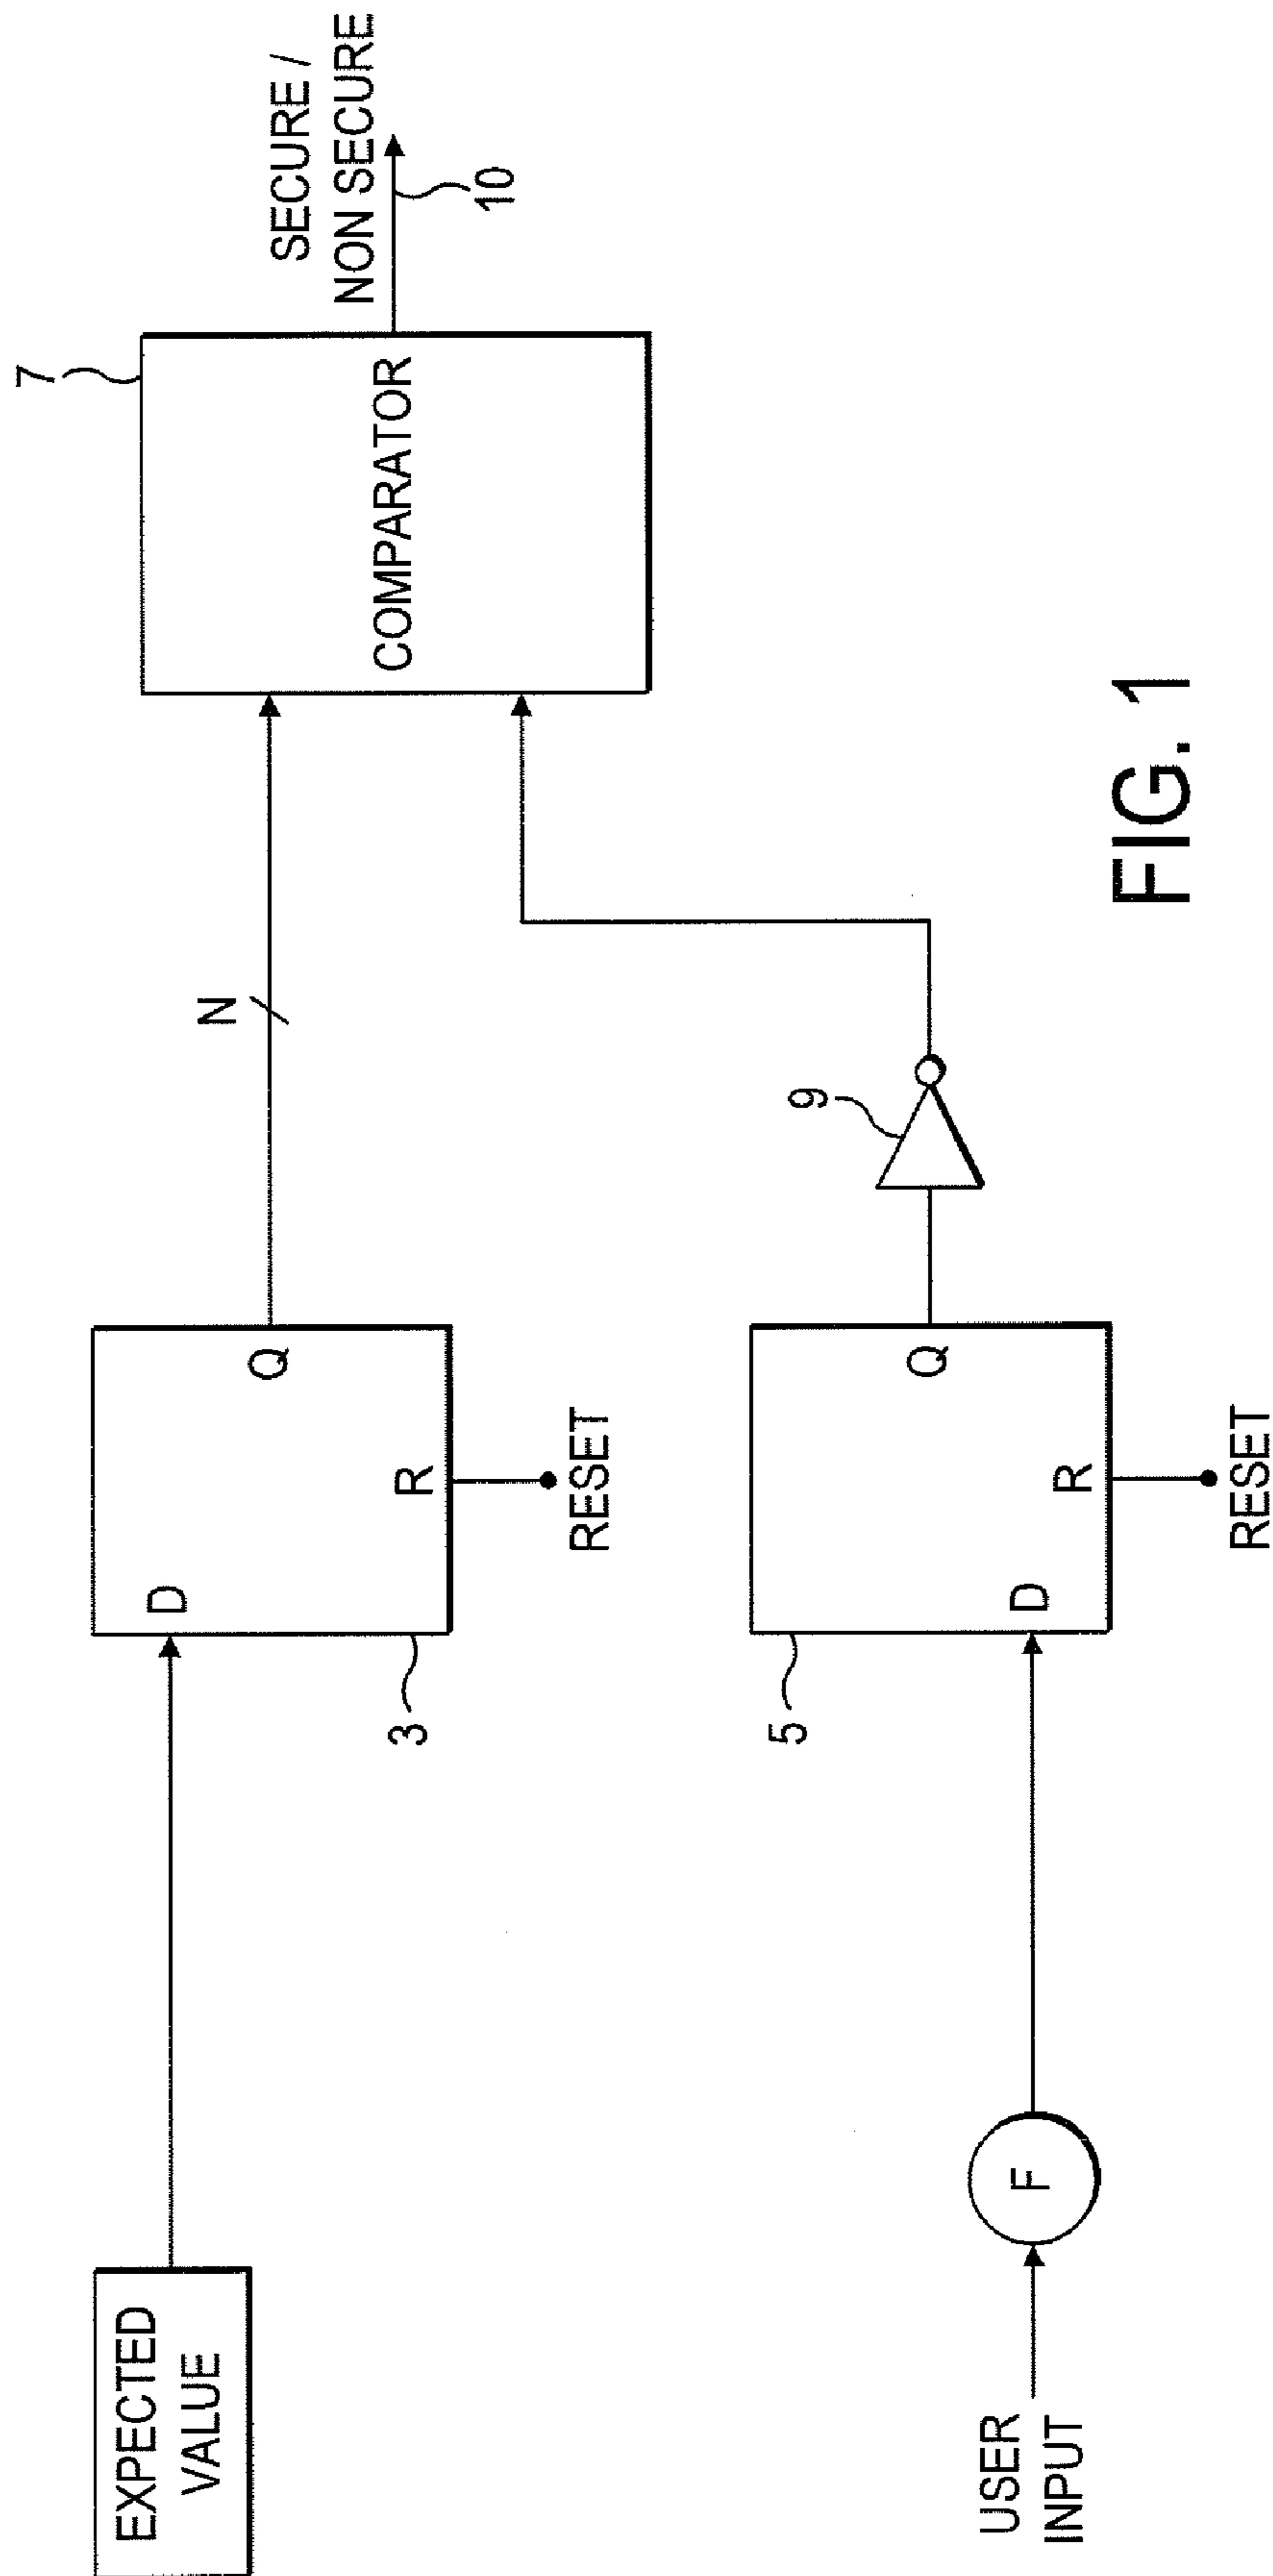 EXPECTED
VALUE
D
Q
R
3
RESET
N
7
COMPARATOR
SECURE /
NON SECURE
10
USER
INPUT
F
5
D
Q
R
RESET
9
FIG. 1